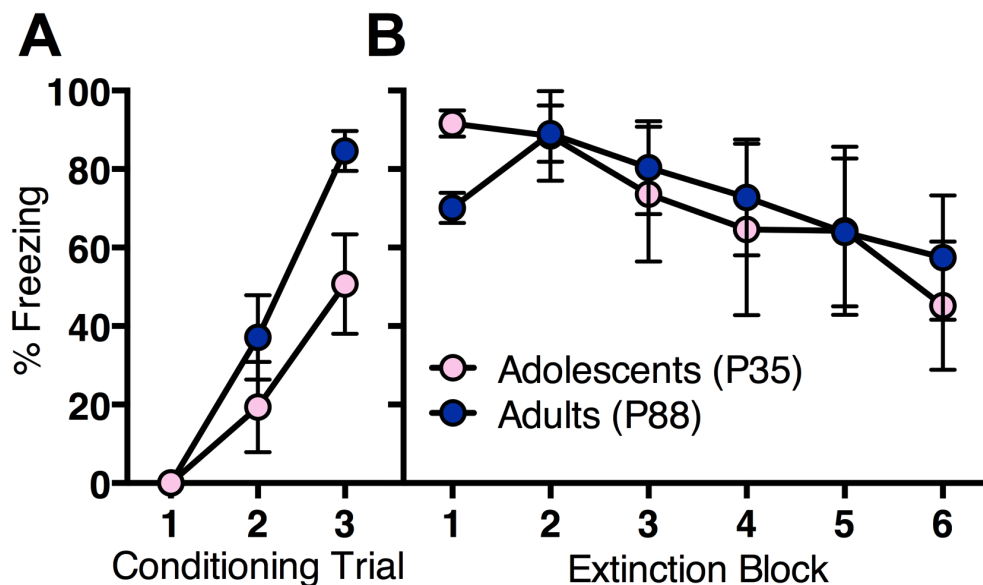 A
B
% Freezing
100
80
60
40
20
0
Adolescents (P35)
Adults (P88)
1 2 3
1 2 3 4 5 6
Conditioning Trial
Extinction Block